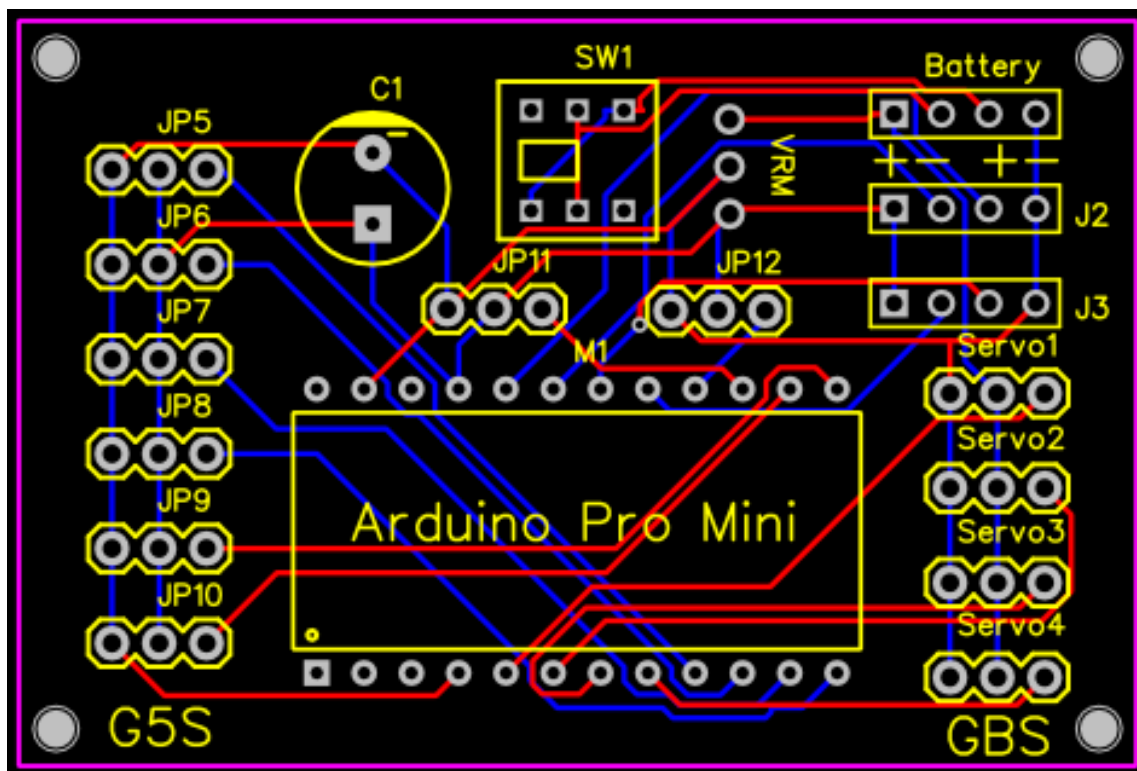 SW1
Battery
C1
JP5
VRM
+ - + -
JP6
J2
JP11
JP12
JP7
J3
M1
Servo1
JP8
Servo2
JP9
Arduino Pro Mini
Servo3
JP10
Servo4
G5S
GBS